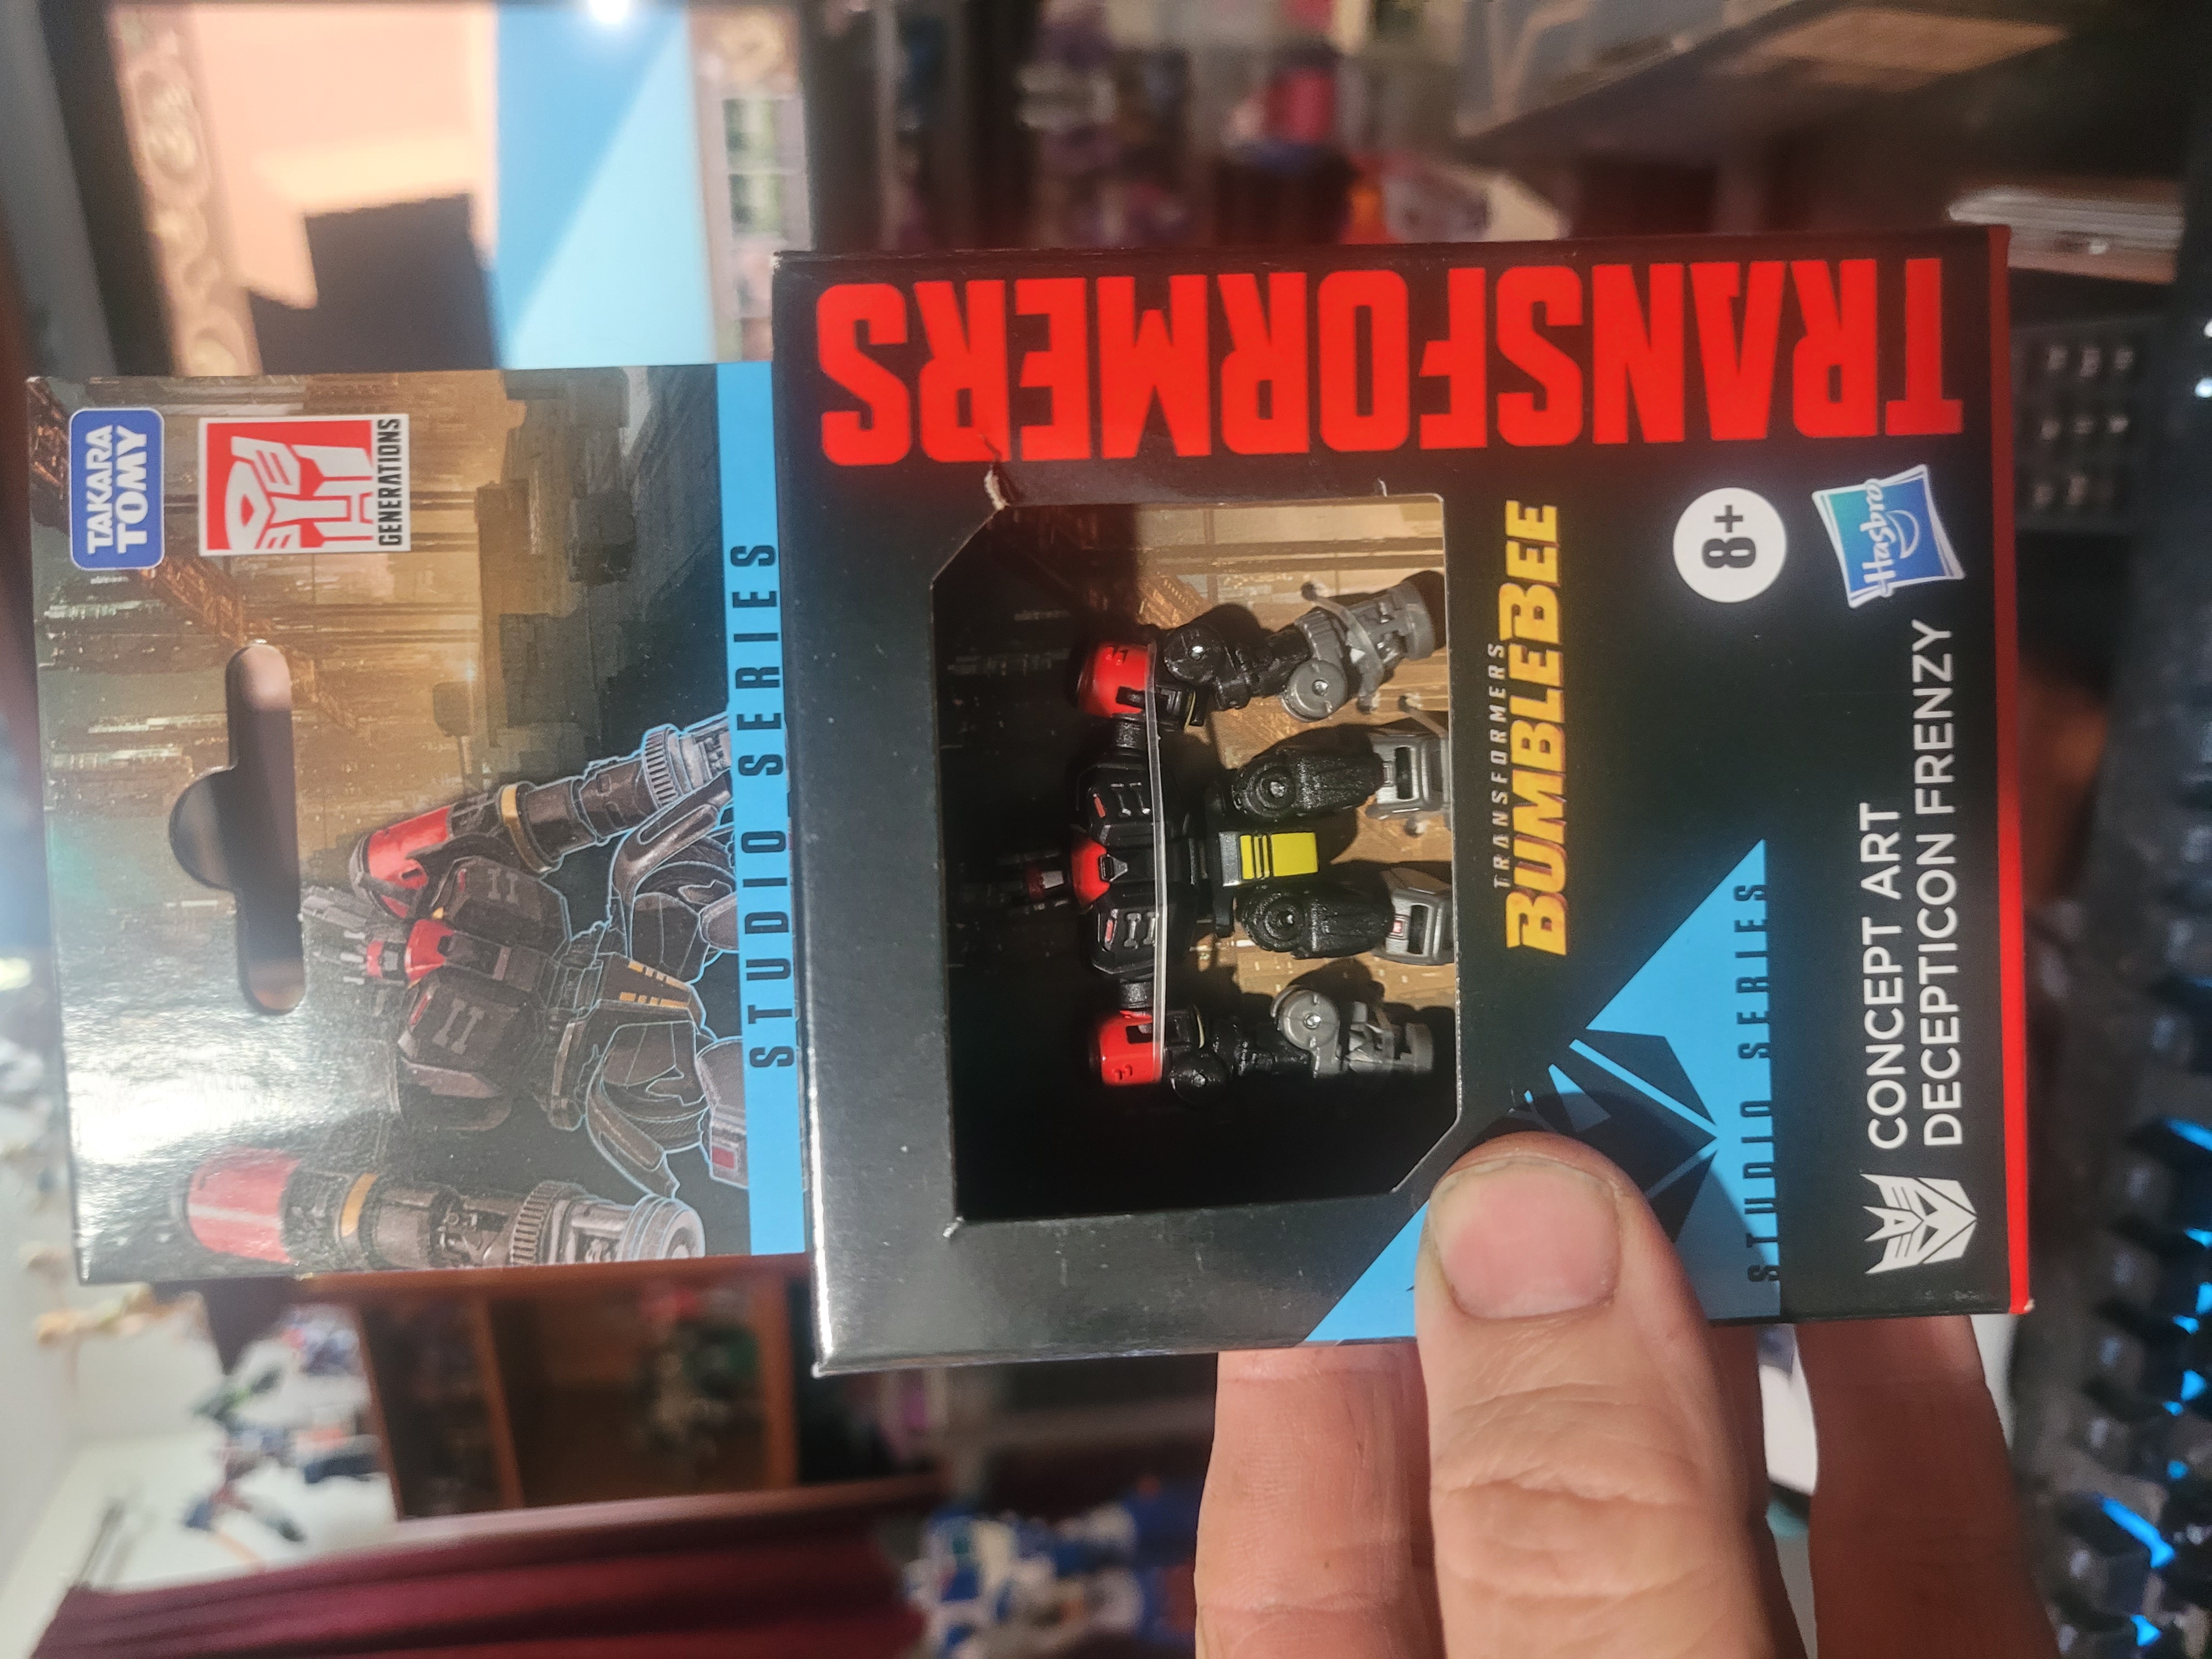 TAKARA
TOMY
GENERATIONS
STUDIO SERIES
TRANSFORMERS
TRANSFORMERS
BUMBLEBEE
8+
Hasbro
STUDIO SERIES
CONCEPT ART
DECEPTICON FRENZY